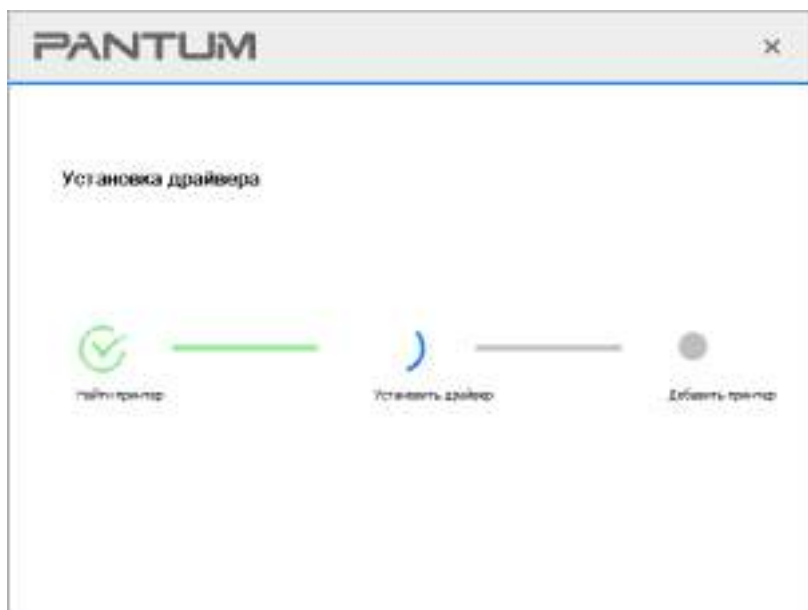 PANTUM
Установка драйвера
Найти принтер
Установить драйвер
Добавить принтер